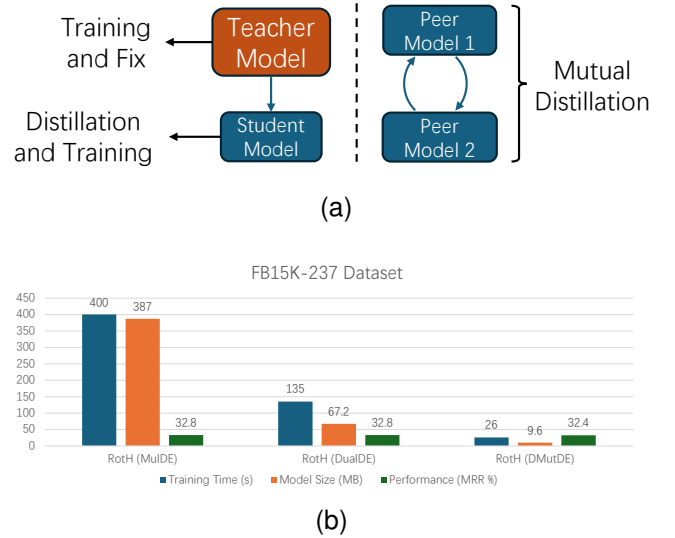 Training
and Fix
Teacher
Model
Distillation
and Training
Student
Model
Peer
Model 1
Peer
Model 2
Mutual
Distillation
(a)
FB15K-237 Dataset
450
400
350
300
250
200
150
100
50
0
400
387
32.8
135
67.2
32.8
26
9.6
32.4
RotH (MulDE)
RotH (DualDE)
RotH (DMutDE)
Training Time (s)
Model Size (MB)
Performance (MRR %)
(b)